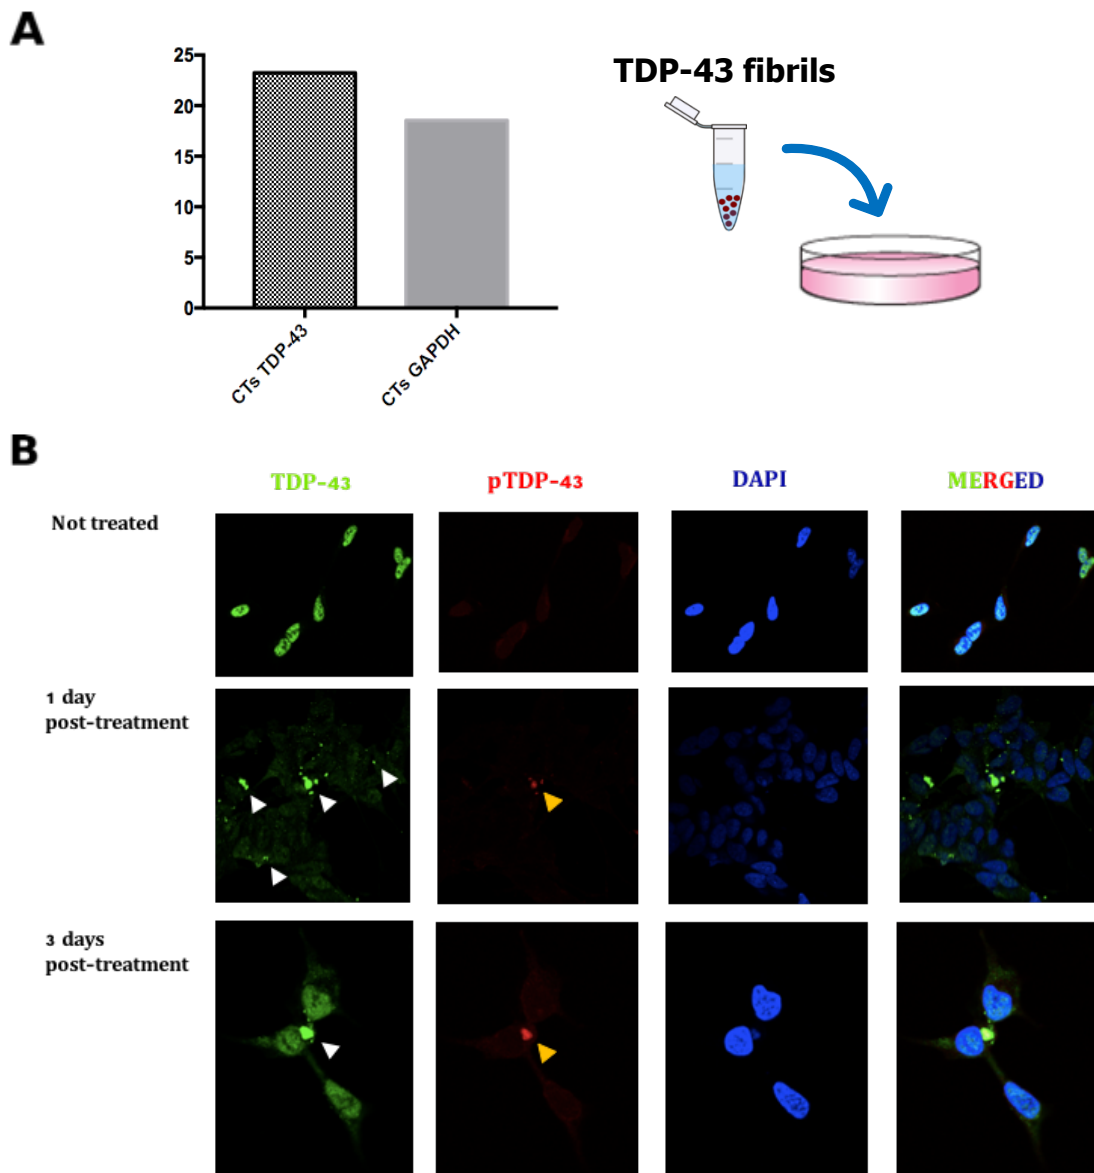 A
25
20
15
10
5
0
CTs TDP-43
CTs GAPDH
TDP-43 fibrils
B
TDP-43
pTDP-43
DAPI
MERGED
Not treated
1 day
post-treatment
3 days
post-treatment